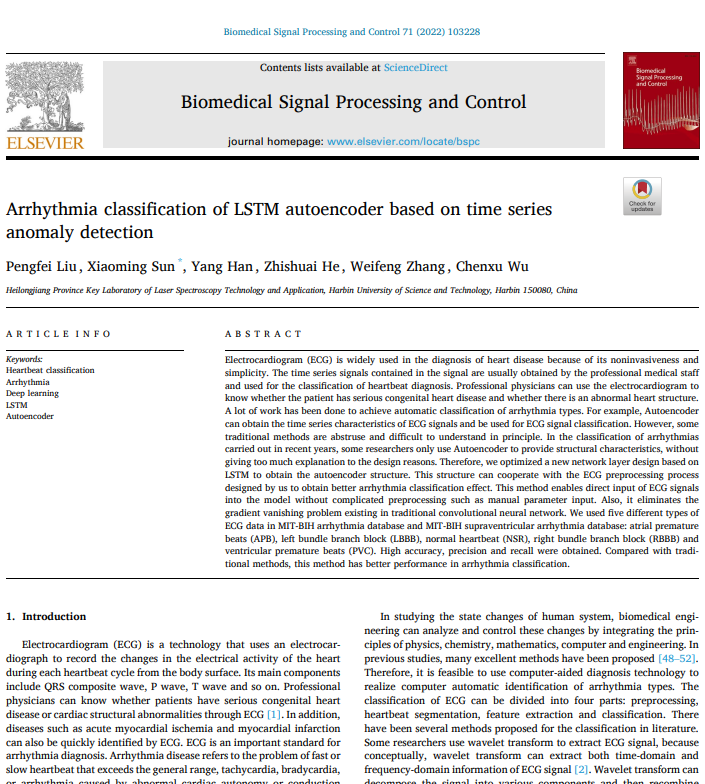 Biomedical Signal Processing and Control 71 (2022) 103228
Contents lists available at ScienceDirect
Biomedical Signal Processing and Control
journal homepage: www.elsevier.com/locate/bspc
ELSEVIER
Biomedical
Signal Processing
and Control
Check for
updates
Arrhythmia classification of LSTM autoencoder based on time series
anomaly detection
Pengfei Liu, Xiaoming Sun *, Yang Han, Zhishuai He, Weifeng Zhang, Chenxu Wu
Heilongjiang Province Key Laboratory of Laser Spectroscopy Technology and Application, Harbin University of Science and Technology, Harbin 150080, China
ARTICLE INFO
Keywords:
Heartbeat classification
Arrhythmia
Deep learning
LSTM
Autoencoder
ABSTRACT
Electrocardiogram (ECG) is widely used in the diagnosis of heart disease because of its noninvasiveness and
simplicity. The time series signals contained in the signal are usually obtained by the professional medical staff
and used for the classification of heartbeat diagnosis. Professional physicians can use the electrocardiogram to
know whether the patient has serious congenital heart disease and whether there is an abnormal heart structure.
A lot of work has been done to achieve automatic classification of arrhythmia types. For example, Autoencoder
can obtain the time series characteristics of ECG signals and be used for ECG signal classification. However, some
traditional methods are abstruse and difficult to understand in principle. In the classification of arrhythmias
carried out in recent years, some researchers only use Autoencoder to provide structural characteristics, without
giving too much explanation to the design reasons. Therefore, we optimized a new network layer design based on
LSTM to obtain the autoencoder structure. This structure can cooperate with the ECG preprocessing process
designed by us to obtain better arrhythmia classification effect. This method enables direct input of ECG signals
into the model without complicated preprocessing such as manual parameter input. Also, it eliminates the
gradient vanishing problem existing in traditional convolutional neural network. We used five different types of
ECG data in MIT-BIH arrhythmia database and MIT-BIH supraventricular arrhythmia database: atrial premature
beats (APB), left bundle branch block (LBBB), normal heartbeat (NSR), right bundle branch block (RBBB) and
ventricular premature beats (PVC). High accuracy, precision and recall were obtained. Compared with tradi-
tional methods, this method has better performance in arrhythmia classification.
1. Introduction
Electrocardiogram (ECG) is a technology that uses an electrocar-
diograph to record the changes in the electrical activity of the heart
during each heartbeat cycle from the body surface. Its main components
include QRS composite wave, P wave, T wave and so on. Professional
physicians can know whether patients have serious congenital heart
disease or cardiac structural abnormalities through ECG [1]. In addition,
diseases such as acute myocardial ischemia and myocardial infarction
can also be quickly identified by ECG. ECG is an important standard for
arrhythmia diagnosis. Arrhythmia disease refers to the problem of fast or
slow heartbeat that exceeds the general range, tachycardia, bradycardia,
In studying the state changes of human system, biomedical engi-
neering can analyze and control these changes by integrating the prin-
ciples of physics, chemistry, mathematics, computer and engineering. In
previous studies, many excellent methods have been proposed [48–52].
Therefore, it is feasible to use computer-aided diagnosis technology to
realize computer automatic identification of arrhythmia types. The
classification of ECG can be divided into four parts: preprocessing,
heartbeat segmentation, feature extraction and classification. There
have been several methods proposed for the classification in literature.
Some researchers use wavelet transform to extract ECG signal, because
conceptually, wavelet transform can extract both time-domain and
frequency-domain information of ECG signal [2]. Wavelet transform can